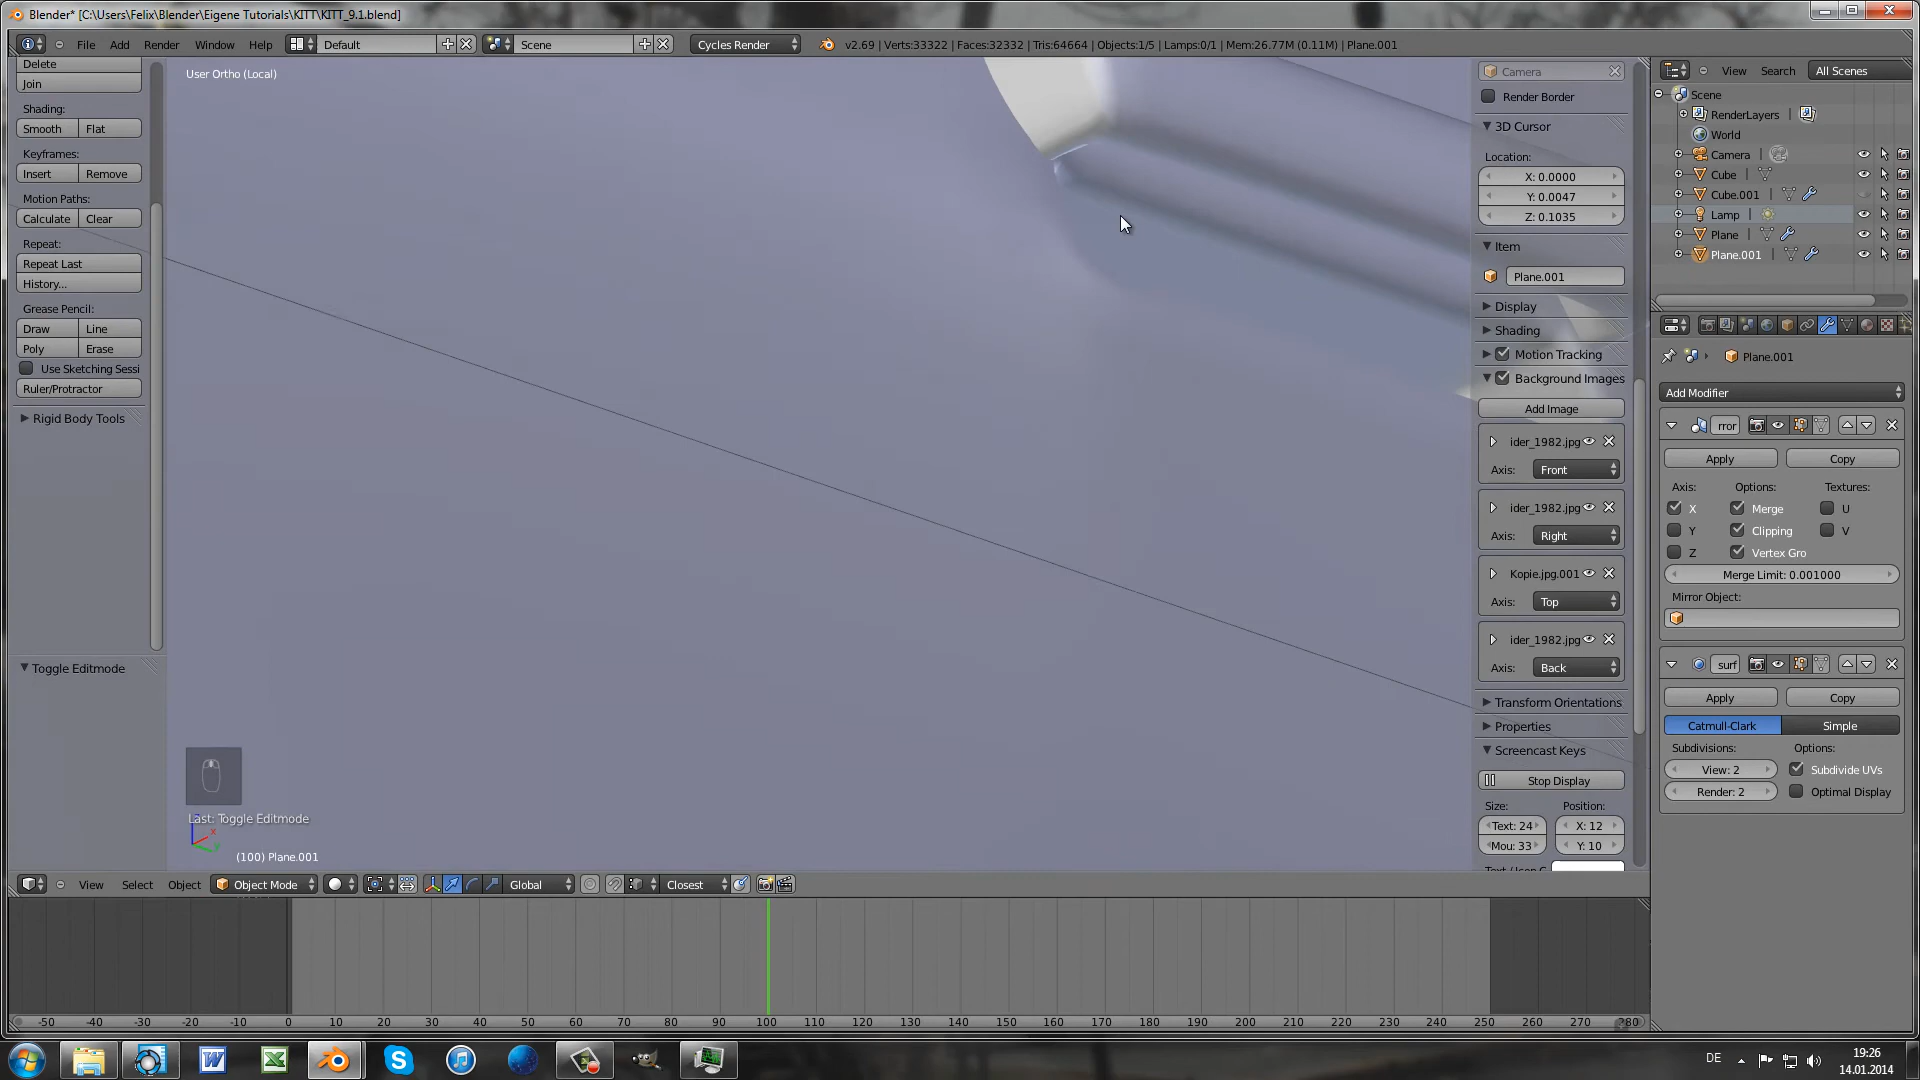 Blender* [C:\Users\Felix\Blender\Eigene Tutorials\KITT\KITT_9.1.blend]
File Add Render Window Help Default Scene Cycles Render v2.69 | Verts:33322 | Faces:32332 | Tris:64664 | Objects:1/5 | Lamps:0/1 | Mem:26.77M (0.11M) | Plane.001
Delete
Join
Shading:
Smooth Flat
Keyframes:
Insert Remove
Motion Paths:
Calculate Clear
Repeat:
Repeat Last
History...
Grease Pencil:
Draw Line
Poly Erase
Use Sketching Sessi
Ruler/Protractor
Rigid Body Tools
Toggle Editmode
User Ortho (Local)
Last: Toggle Editmode
x
(100) Plane.001
Camera
Render Border
3D Cursor
Location:
X: 0.0000
Y: 0.0047
Z: 0.1035
Item
Plane.001
Display
Shading
Motion Tracking
Background Images
Add Image
ider_1982.jpg
Axis: Front
ider_1982.jpg
Axis: Right
Kopie.jpg.001
Axis: Top
ider_1982.jpg
Axis: Back
Transform Orientations
Properties
Screencast Keys
Stop Display
Size: Position:
Text: 24 X: 12
Mou: 33 Y: 10
View Search All Scenes
Scene
RenderLayers
World
Camera
Cube
Cube.001
Lamp
Plane
Plane.001
Plane.001
Add Modifier
rror
Apply Copy
Axis: Options: Textures:
X Merge U
Y Clipping V
Z Vertex Gro
Merge Limit: 0.001000
Mirror Object:
surf
Apply Copy
Catmull-Clark Simple
Subdivisions: Options:
View: 2 Subdivide UVs
Render: 2 Optimal Display
View Select Object Object Mode Global Closest
-50 -40 -30 -20 -10 0 10 20 30 40 50 60 70 80 90 100 110 120 130 140 150 160 170 180 190 200 210 220 230 240 250 260 270 280
DE 19:26
14.01.2014